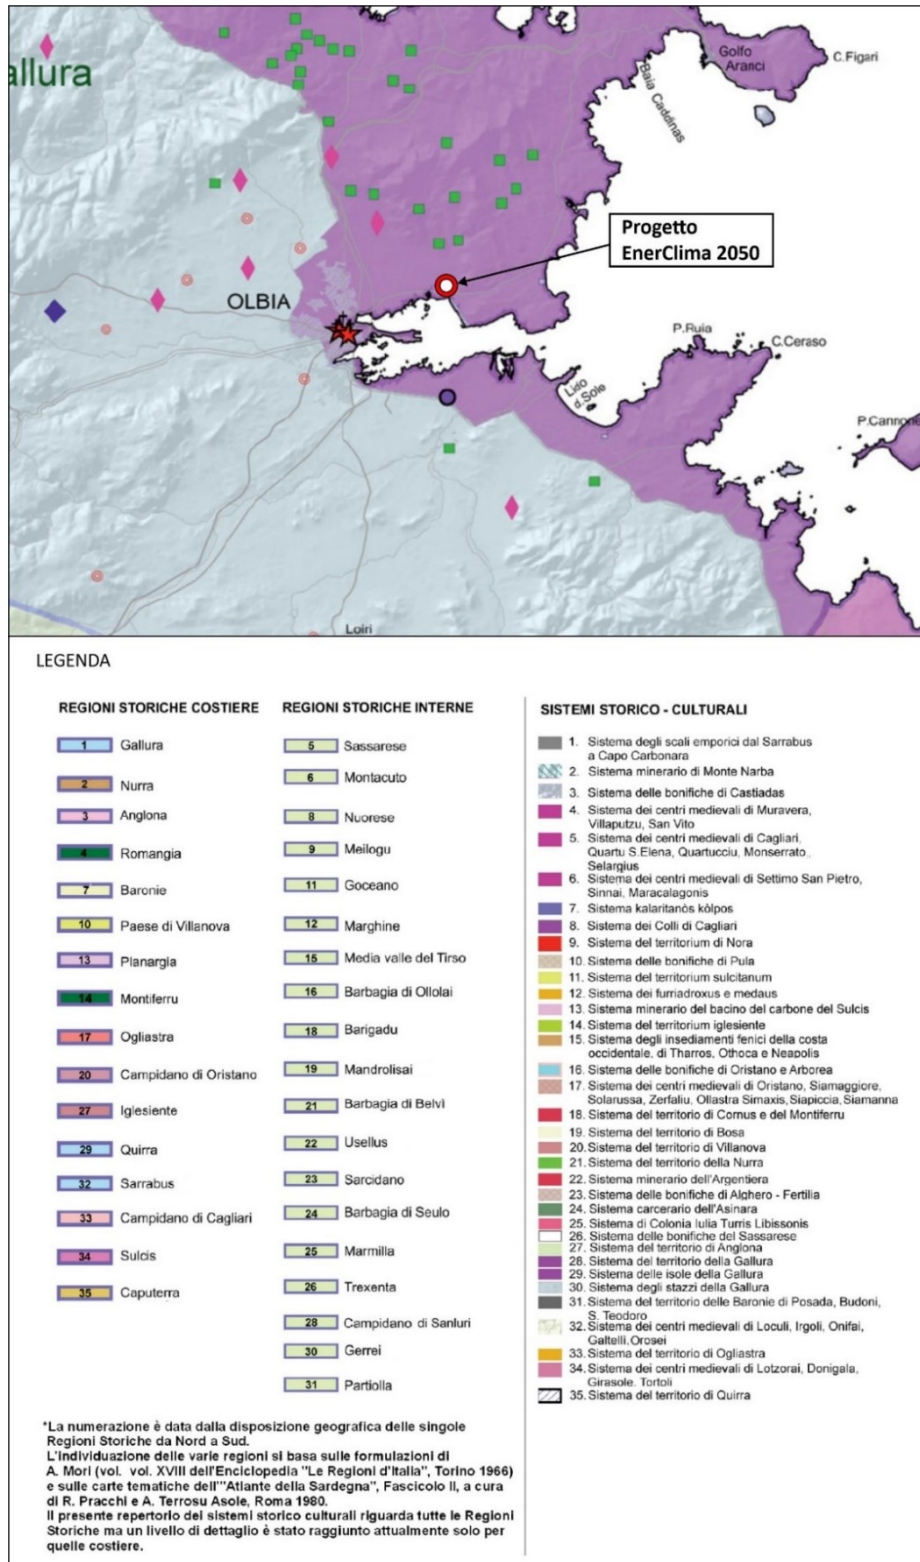 allura
Golfo
Aranci
C.Figari
Baia Caddinas
Progetto
EnerClima 2050
OLBIA
P.Ruia
C.Ceraso
Lido
d.Sole
P.Cannone
Loiri
LEGENDA
REGIONI STORICHE COSTIERE
1 Gallura
2 Nurra
3 Anglona
4 Romangia
7 Baronie
10 Paese di Villanova
13 Planargia
14 Montiferru
17 Ogliastra
20 Campidano di Oristano
27 Iglesiente
29 Quirra
32 Sarrabus
33 Campidano di Cagliari
34 Sulcis
35 Caputerra
REGIONI STORICHE INTERNE
5 Sassarese
6 Montacuto
8 Nuorese
9 Meilogu
11 Goceano
12 Marghine
15 Media valle del Tirso
16 Barbagia di Ollolai
18 Barigadu
19 Mandrolisai
21 Barbagia di Belvì
22 Usellus
23 Sarcidano
24 Barbagia di Seulo
25 Marmilla
26 Trexenta
28 Campidano di Sanluri
30 Gerrei
31 Partiolla
SISTEMI STORICO - CULTURALI
1. Sistema degli scali emporici dal Sarrabus
a Capo Carbonara
2. Sistema minerario di Monte Narba
3. Sistema delle bonifiche di Castiadas
4. Sistema dei centri medievali di Muravera,
Villaputzu, San Vito
5. Sistema dei centri medievali di Cagliari,
Quartu S.Elena, Quartucciu, Monserrato,
Selargius
6. Sistema dei centri medievali di Settimo San Pietro,
Sinnai, Maracalagonis
7. Sistema kalaritanòs kòlpos
8. Sistema dei Colli di Cagliari
9. Sistema del territorium di Nora
10. Sistema delle bonifiche di Pula
11. Sistema del territorium sulcitanum
12. Sistema dei furriadroxus e medaus
13. Sistema minerario del bacino del carbone del Sulcis
14. Sistema del territorium iglesiente
15. Sistema degli insediamenti fenici della costa
occidentale, di Tharros, Othoca e Neapolis
16. Sistema delle bonifiche di Oristano e Arborea
17. Sistema dei centri medievali di Oristano, Siamaggiore,
Solarussa, Zerfaliu, Ollastra Simaxis,Siapiccia,Siamanna
18. Sistema del territorio di Cornus e del Montiferru
19. Sistema del territorio di Bosa
20. Sistema del territorio di Villanova
21. Sistema del territorio della Nurra
22. Sistema minerario dell'Argentiera
23. Sistema delle bonifiche di Alghero - Fertilia
24. Sistema carcerario dell'Asinara
25. Sistema di Colonia Iulia Turris Libissonis
26. Sistema delle bonifiche del Sassarese
27. Sistema del territorio di Anglona
28. Sistema del territorio della Gallura
29. Sistema delle isole della Gallura
30. Sistema degli stazzi della Gallura
31. Sistema del territorio delle Baronie di Posada, Budoni,
S. Teodoro
32. Sistema dei centri medievali di Loculi, Irgoli, Onifai,
Galtellì,Orosei
33. Sistema del territorio di Ogliastra
34. Sistema dei centri medievali di Lotzorai, Donigala,
Girasole, Tortolì
35. Sistema del territorio di Quirra
*La numerazione è data dalla disposizione geografica delle singole
Regioni Storiche da Nord a Sud.
L'individuazione delle varie regioni si basa sulle formulazioni di
A. Mori (vol. vol. XVIII dell'Enciclopedia "Le Regioni d'Italia", Torino 1966)
e sulle carte tematiche dell'"Atlante della Sardegna", Fascicolo II, a cura
di R. Pracchi e A. Terrosu Asole, Roma 1980.
Il presente repertorio dei sistemi storico culturali riguarda tutte le Regioni
Storiche ma un livello di dettaglio è stato raggiunto attualmente solo per
quelle costiere.